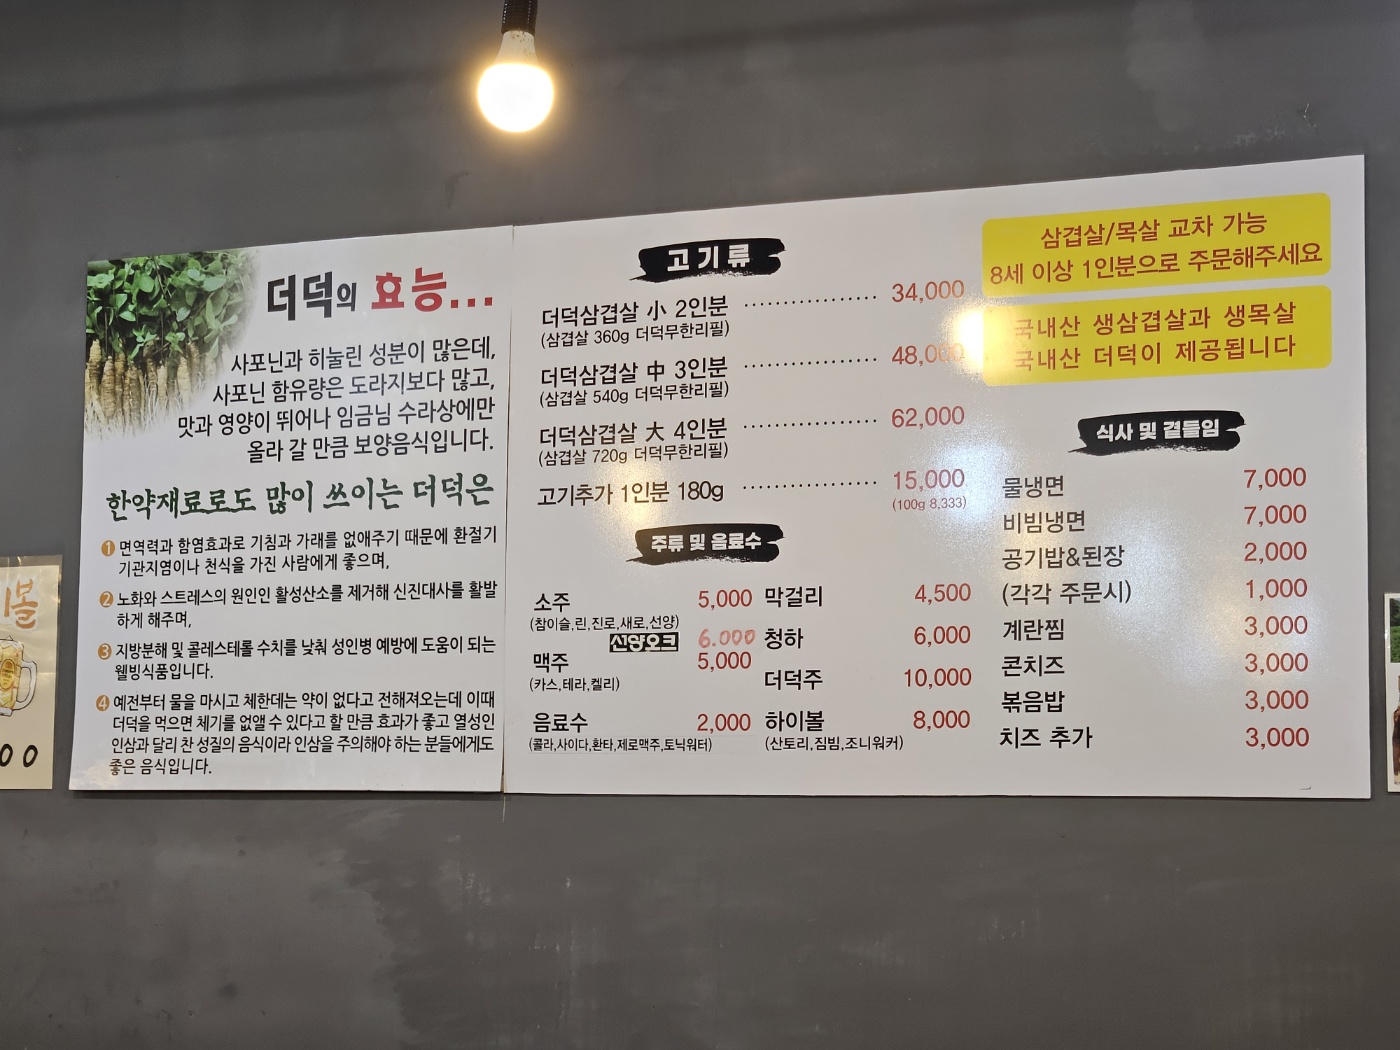 더덕의 효능...
사포닌과 히눌린 성분이 많은데,
사포닌 함유량은 도라지보다 많고,
맛과 영양이 뛰어나 임금님 수라상에만
올라 갈 만큼 보양음식입니다.
한약재료로도 많이 쓰이는 더덕은
1 면역력과 함염효과로 기침과 가래를 없애주기 때문에 환절기
기관지염이나 천식을 가진 사람에게 좋으며,
2 노화와 스트레스의 원인인 활성산소를 제거해 신진대사를 활발
하게 해주며,
3 지방분해 및 콜레스테롤 수치를 낮춰 성인병 예방에 도움이 되는
웰빙식품입니다.
4 예전부터 물을 마시고 체한데는 약이 없다고 전해져오는데 이때
더덕을 먹으면 체기를 없앨 수 있다고 할 만큼 효과가 좋고 열성인
인삼과 달리 찬 성질의 음식이라 인삼을 주의해야 하는 분들에게도
좋은 음식입니다.
고기류
더덕삼겹살 小 2인분 ................. 34,000
(삼겹살 360g 더덕무한리필)
더덕삼겹살 中 3인분 ................. 48,000
(삼겹살 540g 더덕무한리필)
더덕삼겹살 大 4인분 ................. 62,000
(삼겹살 720g 더덕무한리필)
고기추가 1인분 180g ................. 15,000
(100g 8,333)
주류 및 음료수
소주 5,000
(참이슬,린,진로,새로,선양)
선양오크 6.000
맥주 5,000
(카스,테라,켈리)
음료수 2,000
(콜라,사이다,환타,제로맥주,토닉워터)
막걸리 4,500
청하 6,000
더덕주 10,000
하이볼 8,000
(산토리,짐빔,조니워커)
삼겹살/목살 교차 가능
8세 이상 1인분으로 주문해주세요
국내산 생삼겹살과 생목살
국내산 더덕이 제공됩니다
식사 및 곁들임
물냉면 7,000
비빔냉면 7,000
공기밥&된장 2,000
(각각 주문시) 1,000
계란찜 3,000
콘치즈 3,000
볶음밥 3,000
치즈 추가 3,000
볼
00